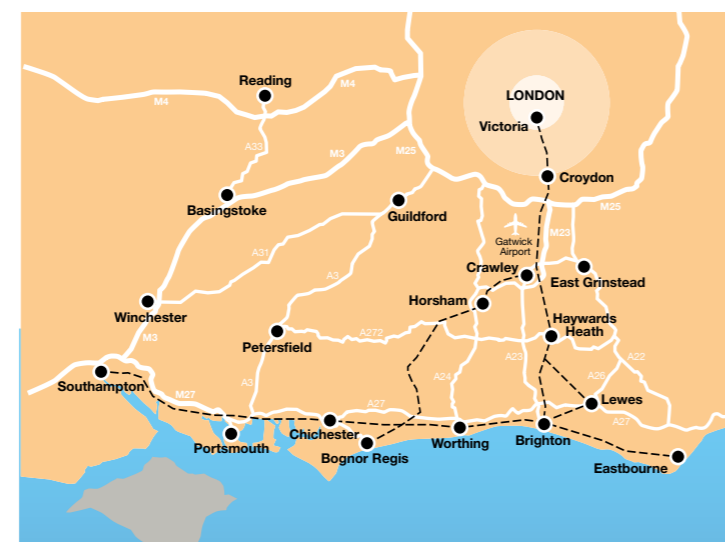 Reading
M4
M4
LONDON
Victoria
A33
M3
M25
Croydon
Basingstoke
Guildford
M25
Gatwick
Airport
M23
A31
A3
Crawley
East Grinstead
Horsham
Winchester
Haywards
Heath
M3
A272
Petersfield
A23
A22
A24
A26
Southampton
M27
A3
A27
Lewes
A27
Chichester
Portsmouth
Worthing
Brighton
Bognor Regis
Eastbourne